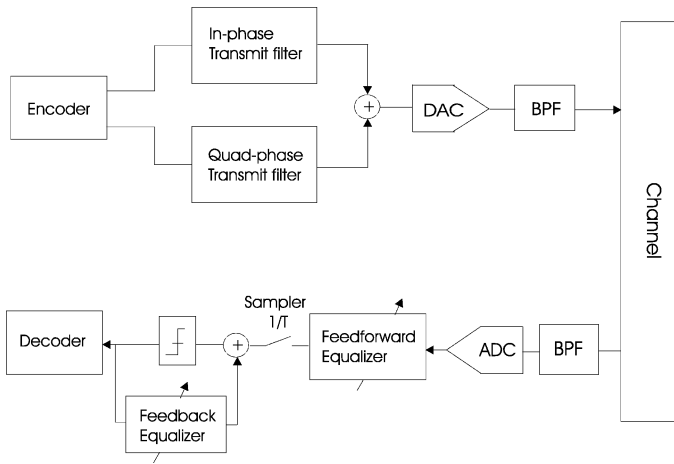 In-phase
Transmit filter
Encoder
+
DAC
BPF
Quad-phase
Transmit filter
Channel
Sampler
1/T
Decoder
+
Feedforward
Equalizer
ADC
BPF
Feedback
Equalizer